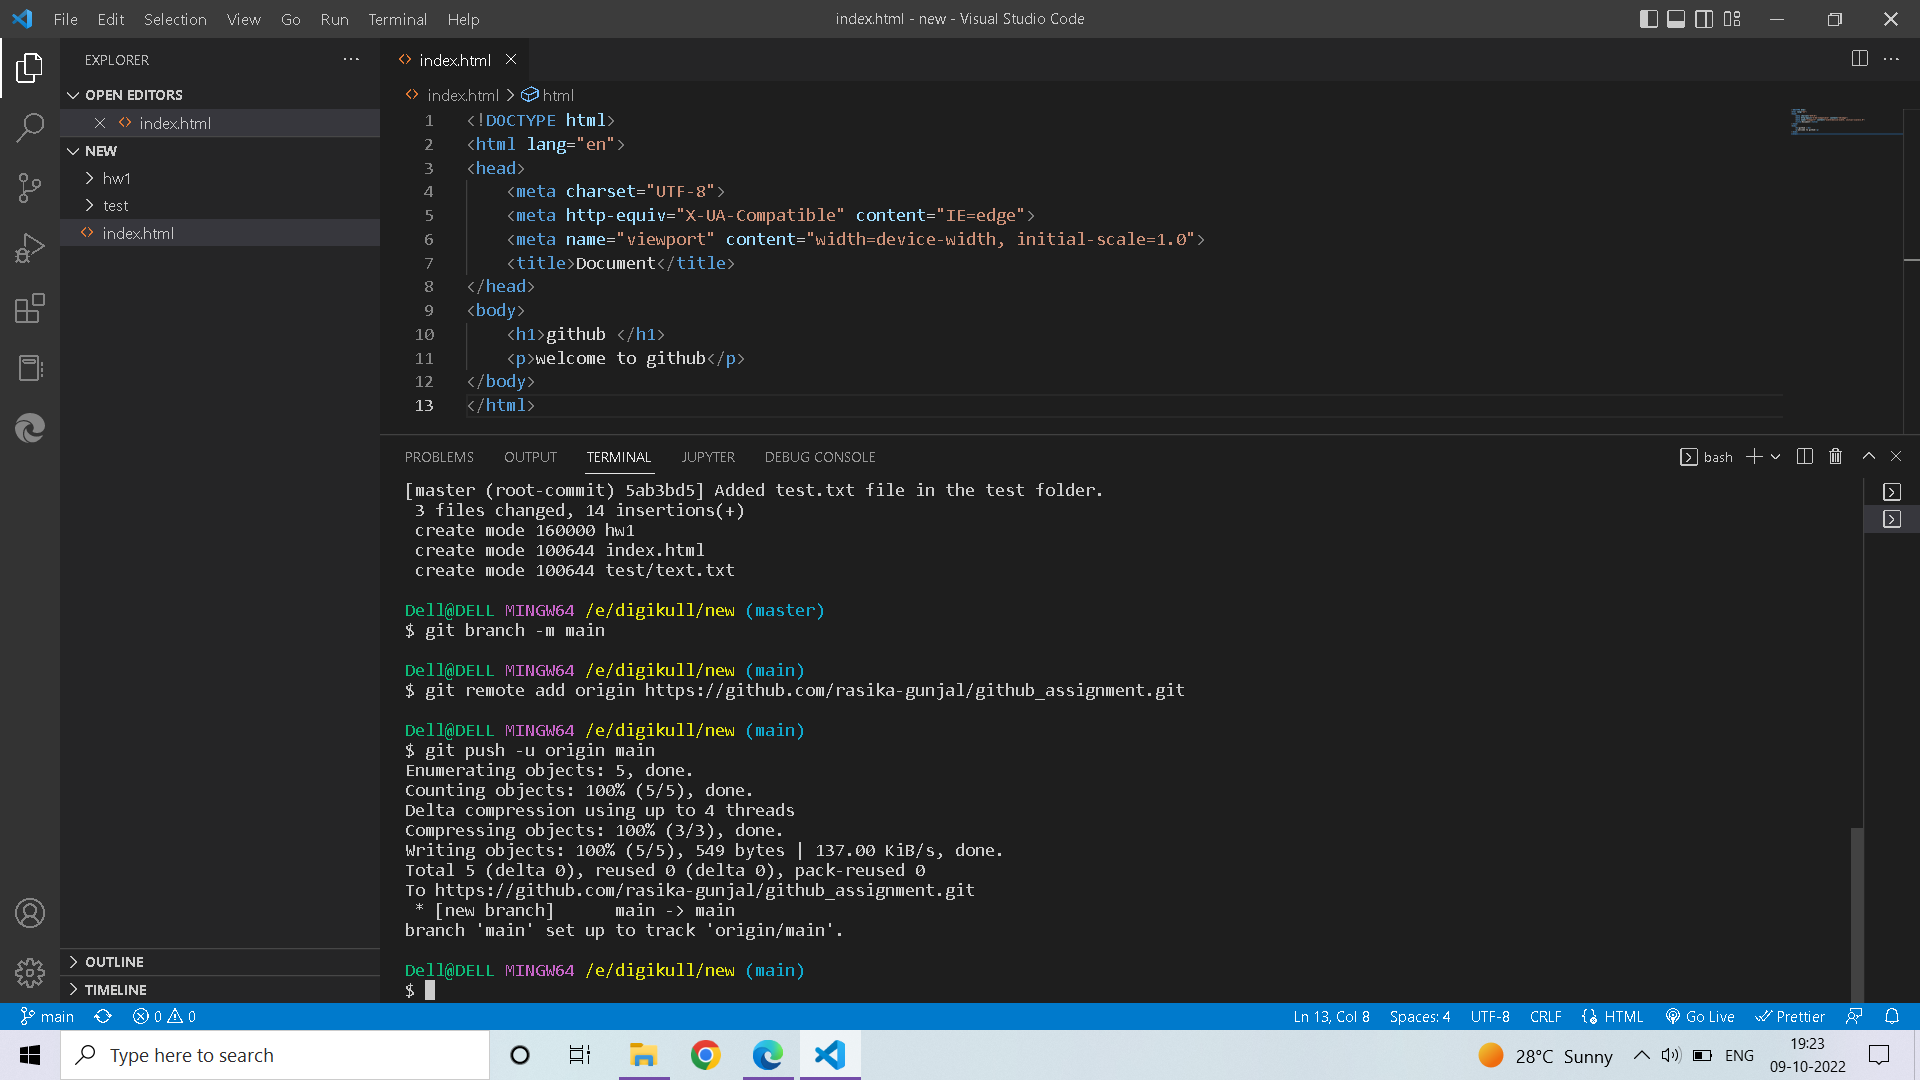 File Edit Selection View Go Run Terminal Help
index.html - new - Visual Studio Code
EXPLORER
OPEN EDITORS
index.html
NEW
hw1
test
index.html
OUTLINE
TIMELINE
index.html
index.html > html
1 <!DOCTYPE html>
2 <html lang="en">
3 <head>
4 <meta charset="UTF-8">
5 <meta http-equiv="X-UA-Compatible" content="IE=edge">
6 <meta name="viewport" content="width=device-width, initial-scale=1.0">
7 <title>Document</title>
8 </head>
9 <body>
10 <h1>github </h1>
11 <p>welcome to github</p>
12 </body>
13 </html>
PROBLEMS OUTPUT TERMINAL JUPYTER DEBUG CONSOLE
bash
[master (root-commit) 5ab3bd5] Added test.txt file in the test folder.
3 files changed, 14 insertions(+)
create mode 160000 hw1
create mode 100644 index.html
create mode 100644 test/text.txt
Dell@DELL MINGW64 /e/digikull/new (master)
$ git branch -m main
Dell@DELL MINGW64 /e/digikull/new (main)
$ git remote add origin https://github.com/rasika-gunjal/github_assignment.git
Dell@DELL MINGW64 /e/digikull/new (main)
$ git push -u origin main
Enumerating objects: 5, done.
Counting objects: 100% (5/5), done.
Delta compression using up to 4 threads
Compressing objects: 100% (3/3), done.
Writing objects: 100% (5/5), 549 bytes | 137.00 KiB/s, done.
Total 5 (delta 0), reused 0 (delta 0), pack-reused 0
To https://github.com/rasika-gunjal/github_assignment.git
* [new branch] main -> main
branch 'main' set up to track 'origin/main'.
Dell@DELL MINGW64 /e/digikull/new (main)
$
main 0 0
Ln 13, Col 8 Spaces: 4 UTF-8 CRLF HTML Go Live Prettier
Type here to search
28°C Sunny
ENG
19:23
09-10-2022